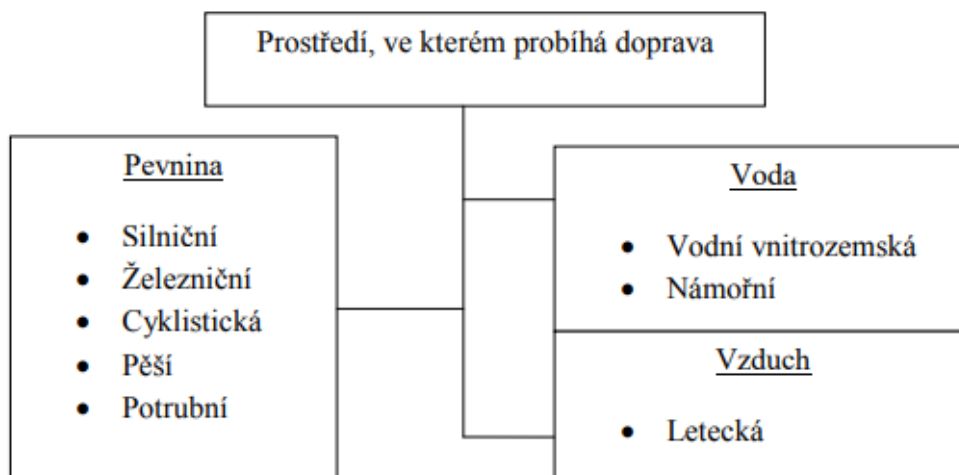 Prostředí, ve kterém probíhá doprava
Pevnina
• Silniční
• Železniční
• Cyklistická
• Pěší
• Potrubní
Voda
• Vodní vnitrozemská
• Námořní
Vzduch
• Letecká